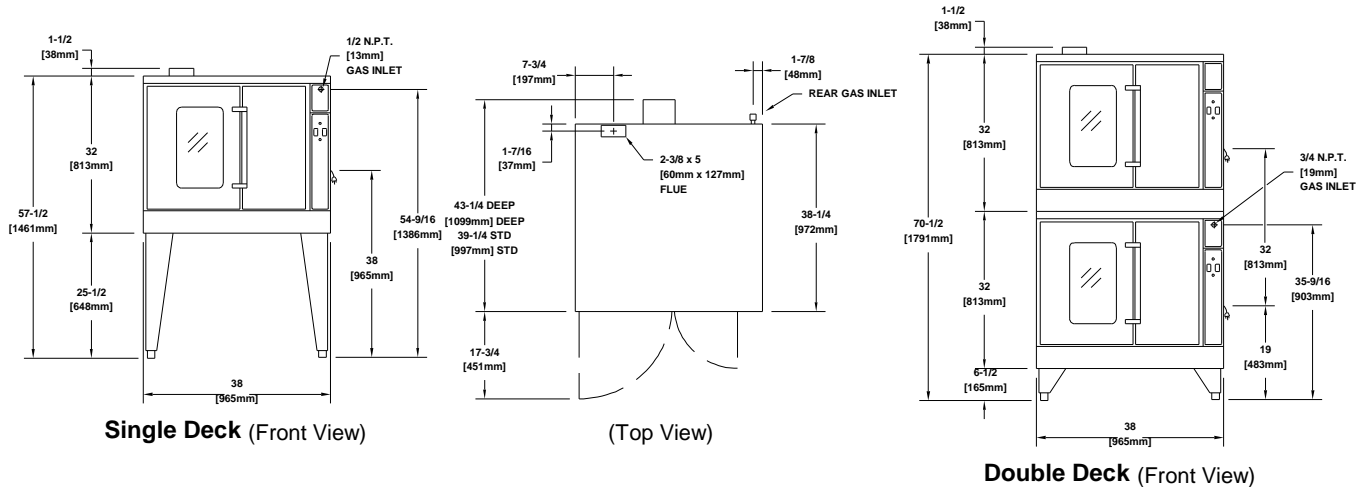 1-1/2
[38mm]
1/2 N.P.T.
[13mm]
GAS INLET
32
[813mm]
57-1/2
[1461mm]
54-9/16
[1386mm]
38
[965mm]
25-1/2
[648mm]
38
[965mm]
Single Deck (Front View)
7-3/4
[197mm]
1-7/8
[48mm]
REAR GAS INLET
1-7/16
[37mm]
2-3/8 x 5
[60mm x 127mm]
FLUE
43-1/4 DEEP
[1099mm] DEEP
39-1/4 STD
[997mm] STD
38-1/4
[972mm]
17-3/4
[451mm]
(Top View)
1-1/2
[38mm]
32
[813mm]
3/4 N.P.T.
[19mm]
GAS INLET
70-1/2
[1791mm]
32
[813mm]
32
[813mm]
35-9/16
[903mm]
19
[483mm]
6-1/2
[165mm]
38
[965mm]
Double Deck (Front View)